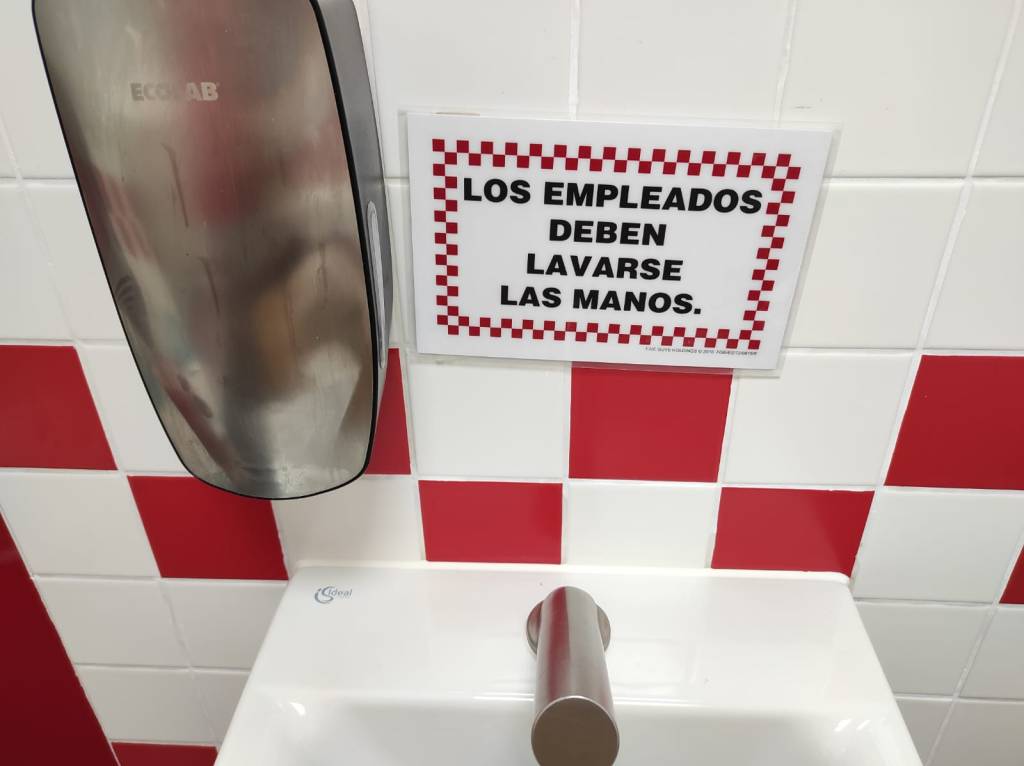 ECOLAB
LOS EMPLEADOS
DEBEN
LAVARSE
LAS MANOS.
Ideal